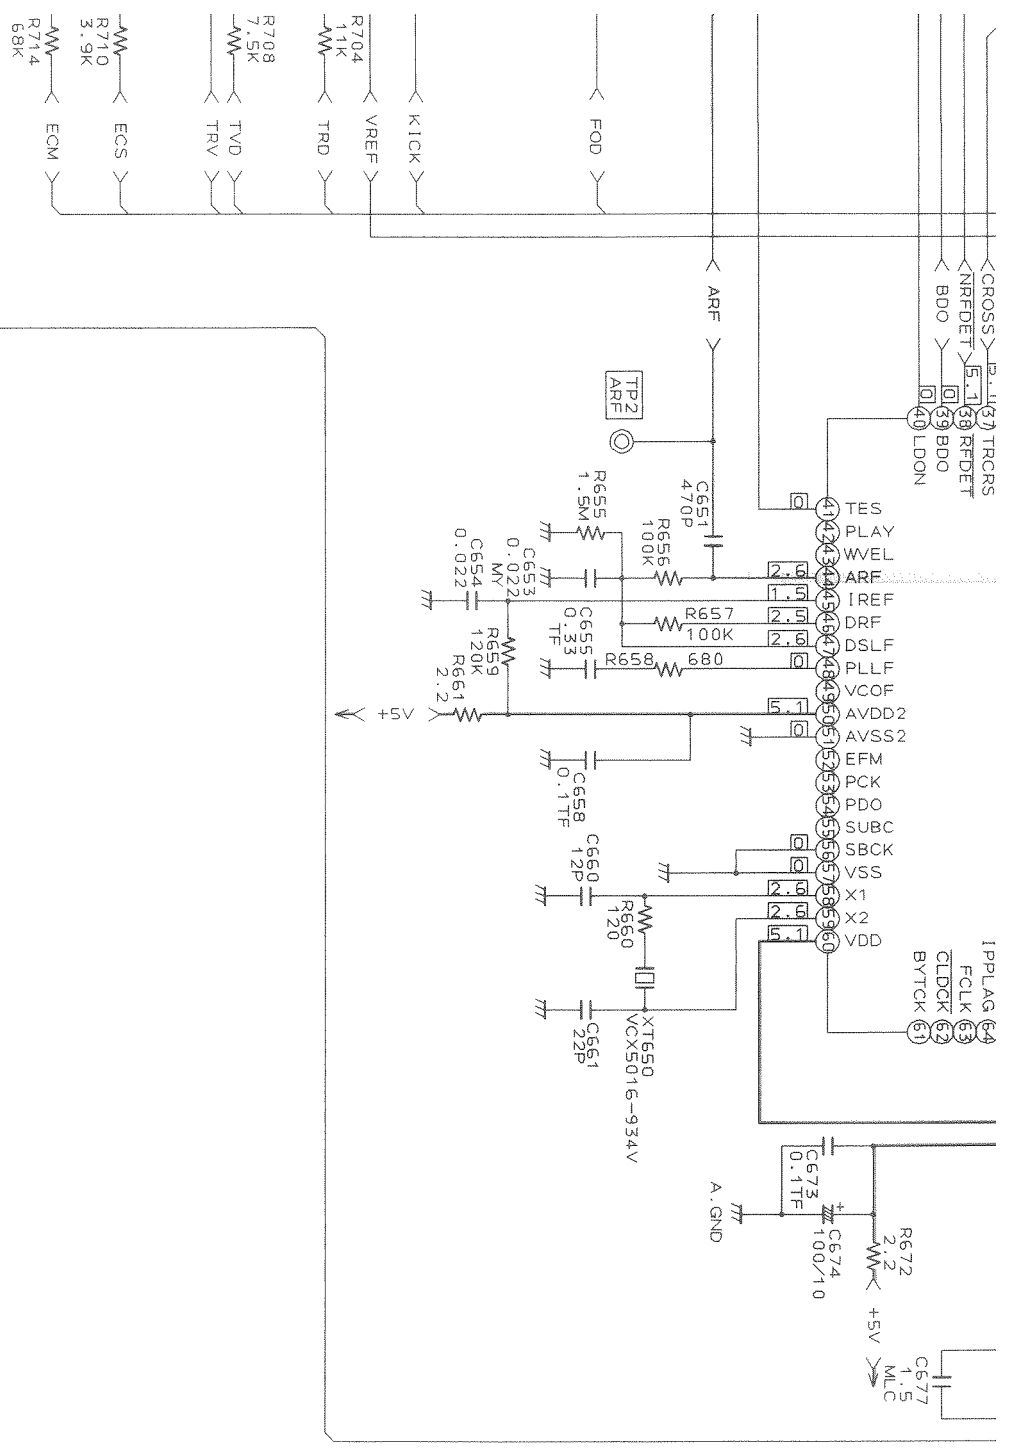 R714
68K
R710
3.9K
R708
7.5K
R704
11K
ECM
ECS
TRV
TVD
TRD
VREF
KICK
FOD
ARF
BDO
NRFDET
CROSS
TP2
ARF
0
0
5.1
40 LDON
39 BDO
38 RFDET
37 TRCRS
C651
470P
R655
1.5M
R656
100K
C653
0.022
MY
C654
0.022
R657
100K
C655
0.33
TF
R658 680
R659
120K
R661
2.2
+5V
C658
0.1TF
C660
12P
R660
120
C661
22P
XT650
VCX5016-934V
0 41 TES
42 PLAY
43 WVEL
2.6 44 ARF
1.5 45 IREF
2.5 46 DRF
2.6 47 DSLF
0 48 PLLF
49 VCOF
5.1 50 AVDD2
0 51 AVSS2
52 EFM
53 PCK
54 PDO
55 SUBC
0 56 SBCK
0 57 VSS
2.6 58 X1
2.6 59 X2
5.1 60 VDD
BYTCK 61
CLDCK 62
FCLK 63
IPPLAG 64
A.GND
C673
0.1TF
+
C674
100/10
R672
2.2
+5V
C677
1.5
MLC